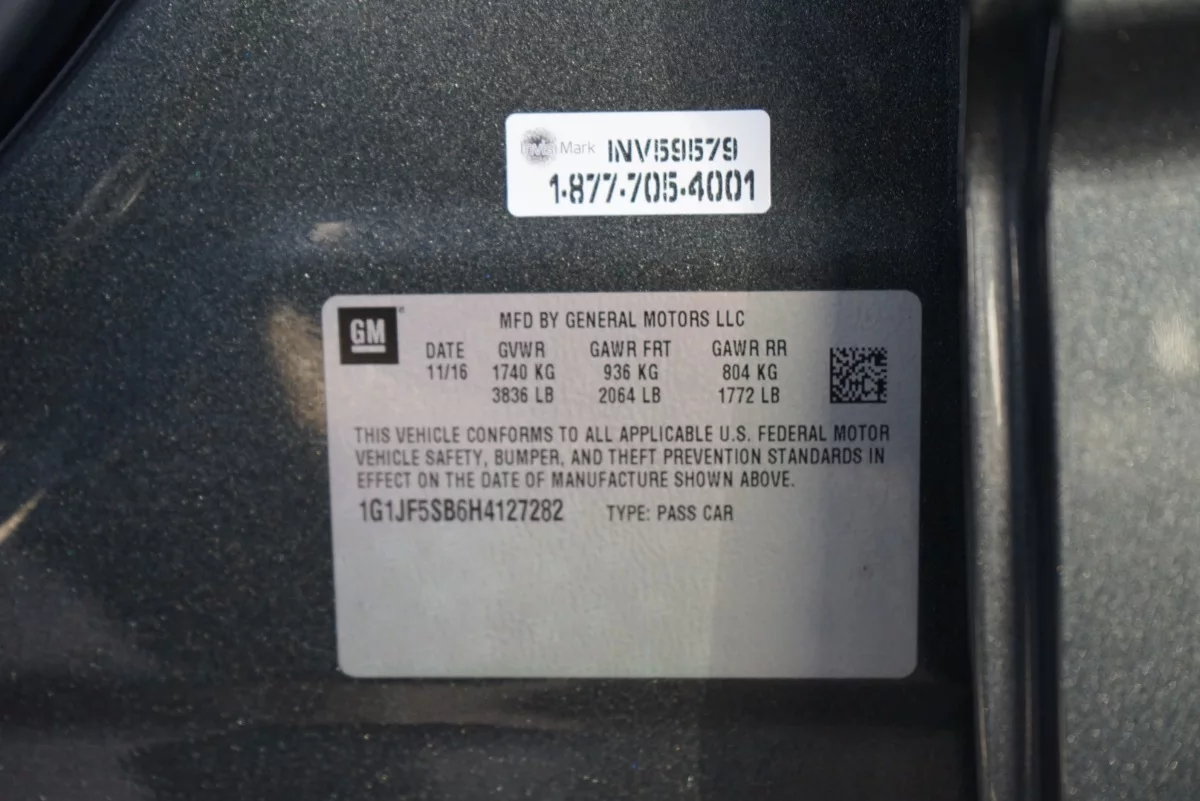 Mark INV59579
1-877-705-4001
GM
MFD BY GENERAL MOTORS LLC
DATE GVWR GAWR FRT GAWR RR
11/16 1740 KG 936 KG 804 KG
3836 LB 2064 LB 1772 LB
THIS VEHICLE CONFORMS TO ALL APPLICABLE U.S. FEDERAL MOTOR
VEHICLE SAFETY, BUMPER, AND THEFT PREVENTION STANDARDS IN
EFFECT ON THE DATE OF MANUFACTURE SHOWN ABOVE.
1G1JF5SB6H4127282 TYPE: PASS CAR